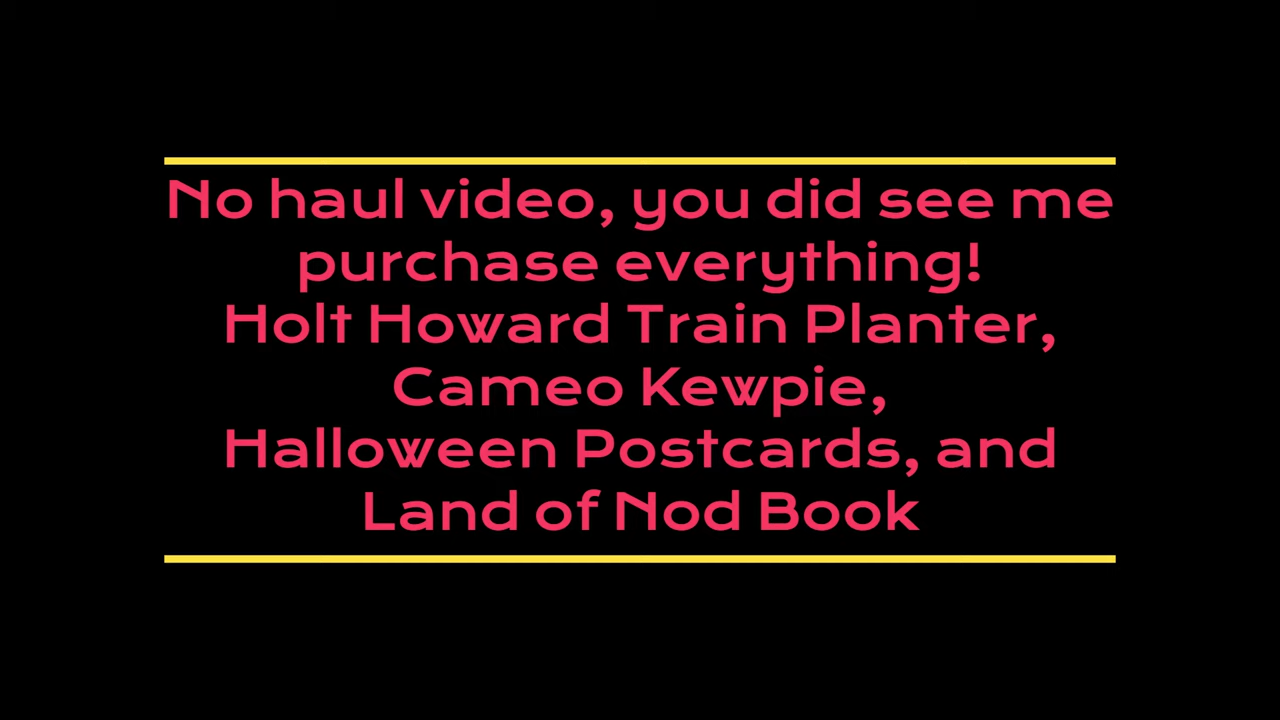 No haul video, you did see me
purchase everything!
Holt Howard Train Planter,
Cameo Kewpie,
Halloween Postcards, and
Land of Nod Book